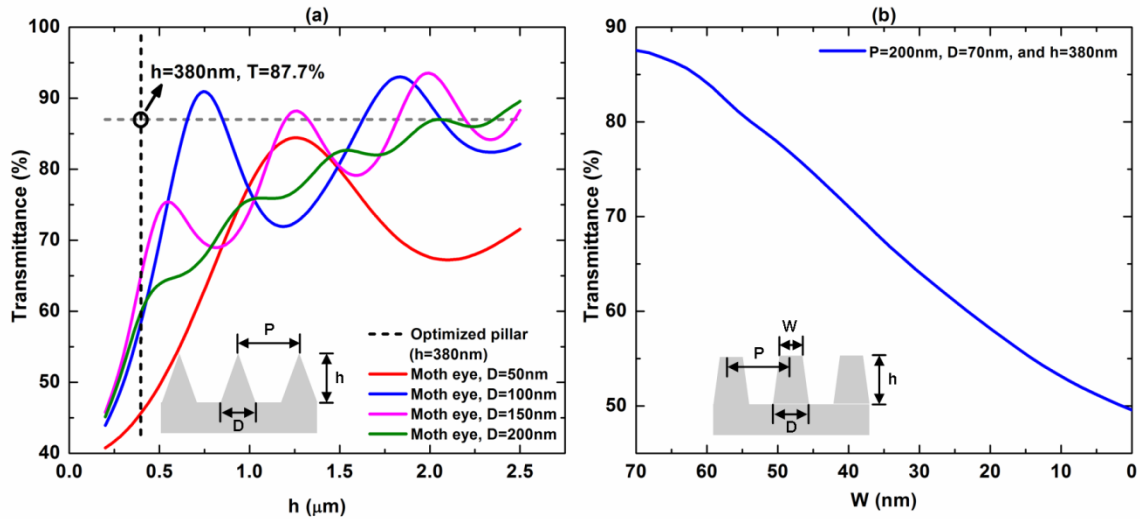 (a)
100
90
80
70
60
50
40
Transmittance (%)
h=380nm, T=87.7%
P
h
D
Optimized pillar
(h=380nm)
Moth eye, D=50nm
Moth eye, D=100nm
Moth eye, D=150nm
Moth eye, D=200nm
0.0 0.5 1.0 1.5 2.0 2.5
h (μm)
(b)
90
80
70
60
50
Transmittance (%)
P=200nm, D=70nm, and h=380nm
W
P
h
D
70 60 50 40 30 20 10 0
W (nm)